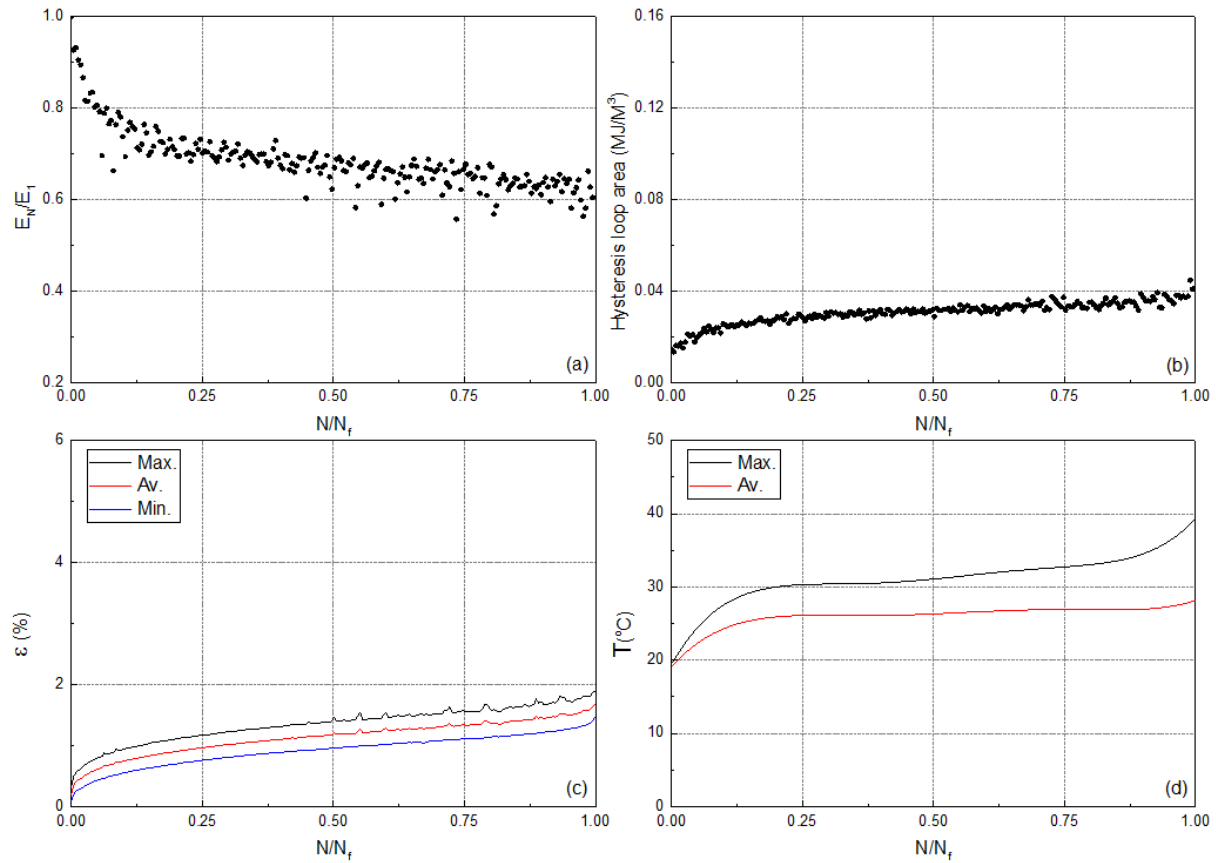 1.0
0.8
0.6
0.4
0.2
E_N/E_1
0.00
0.25
0.50
0.75
1.00
N/N_f
(a)
0.16
0.12
0.08
0.04
0.00
Hysteresis loop area (MJ/M³)
0.00
0.25
0.50
0.75
1.00
N/N_f
(b)
6
4
2
0
ε (%)
Max.
Av.
Min.
0.00
0.25
0.50
0.75
1.00
N/N_f
(c)
50
40
30
20
10
0
T(ºC)
Max.
Av.
0.00
0.25
0.50
0.75
1.00
N/N_f
(d)